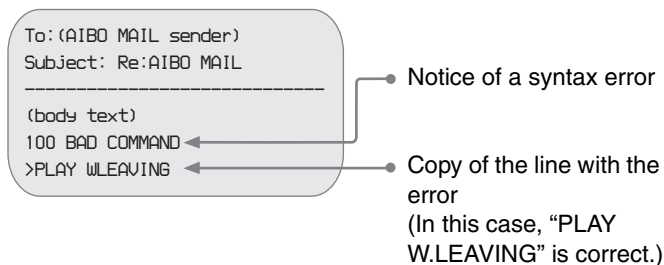 To:(AIBO MAIL sender)
Subject: Re:AIBO MAIL
------------------------------
(body text)
100 BAD COMMAND
>PLAY WLEAVING
Notice of a syntax error
Copy of the line with the
error
(In this case, “PLAY
W.LEAVING” is correct.)